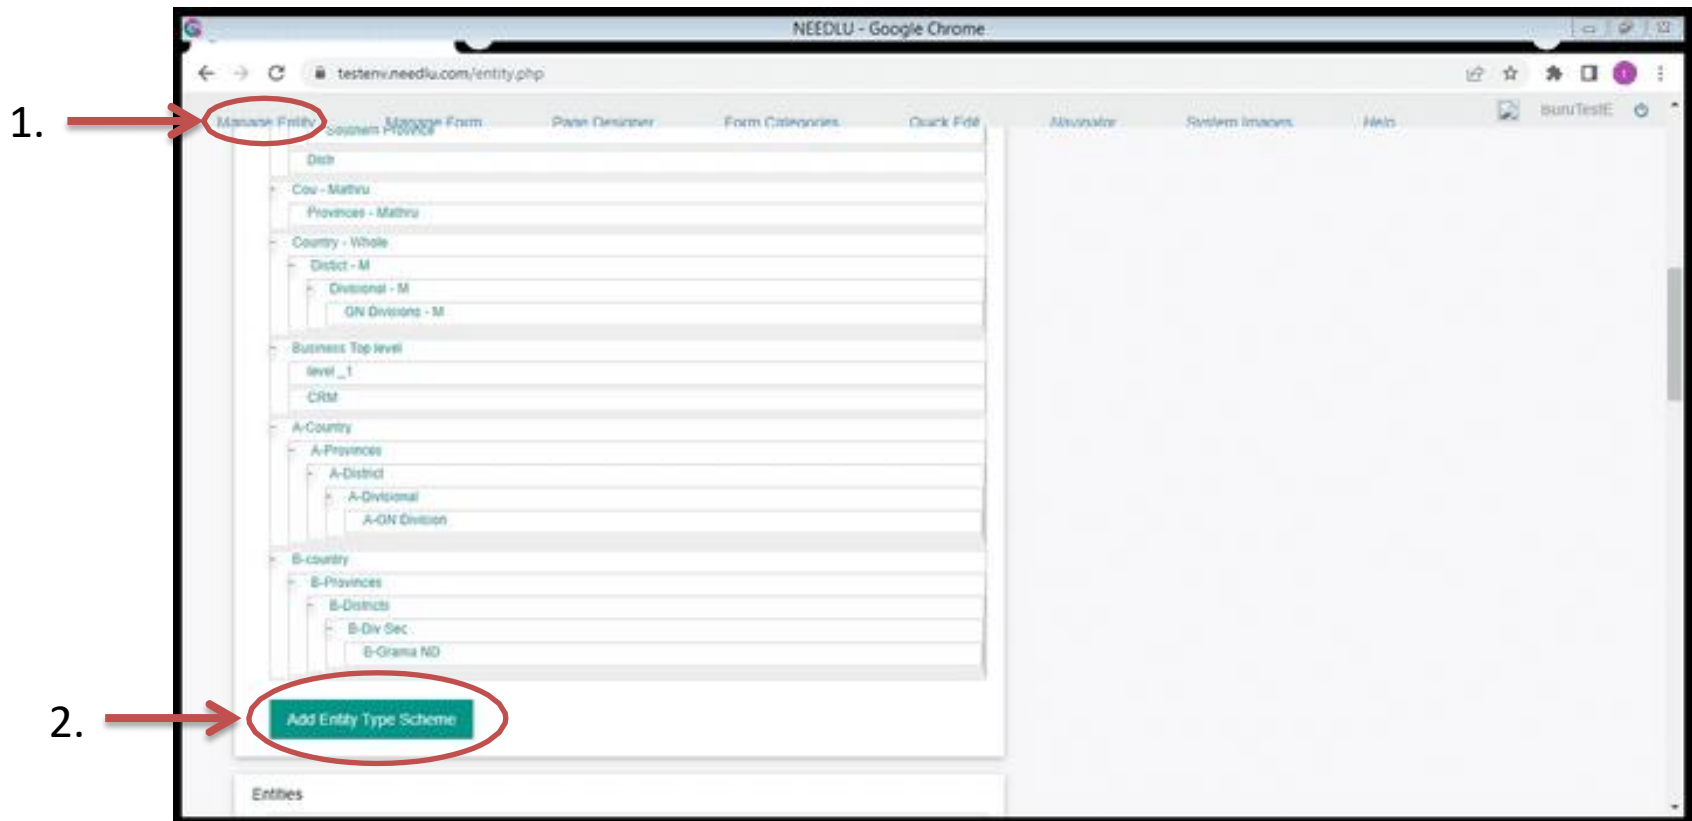 NEEDLU - Google Chrome
testenv.needlu.com/entity.php
1.
Manage Entity Manage Form Page Designer Form Categories Quick Edit Navigator System Images Help IsuruTestE
Southern Province
Distr
Cou - Mathru
Provinces - Mathru
Country - Whole
Distict - M
Divisional - M
GN Divisions - M
Business Top level
level _1
CRM
A-Country
A-Provinces
A-District
A-Divisional
A-GN Division
B-country
B-Provinces
B-Districts
B-Div Sec
B-Grama ND
2.
Add Entity Type Scheme
Entities